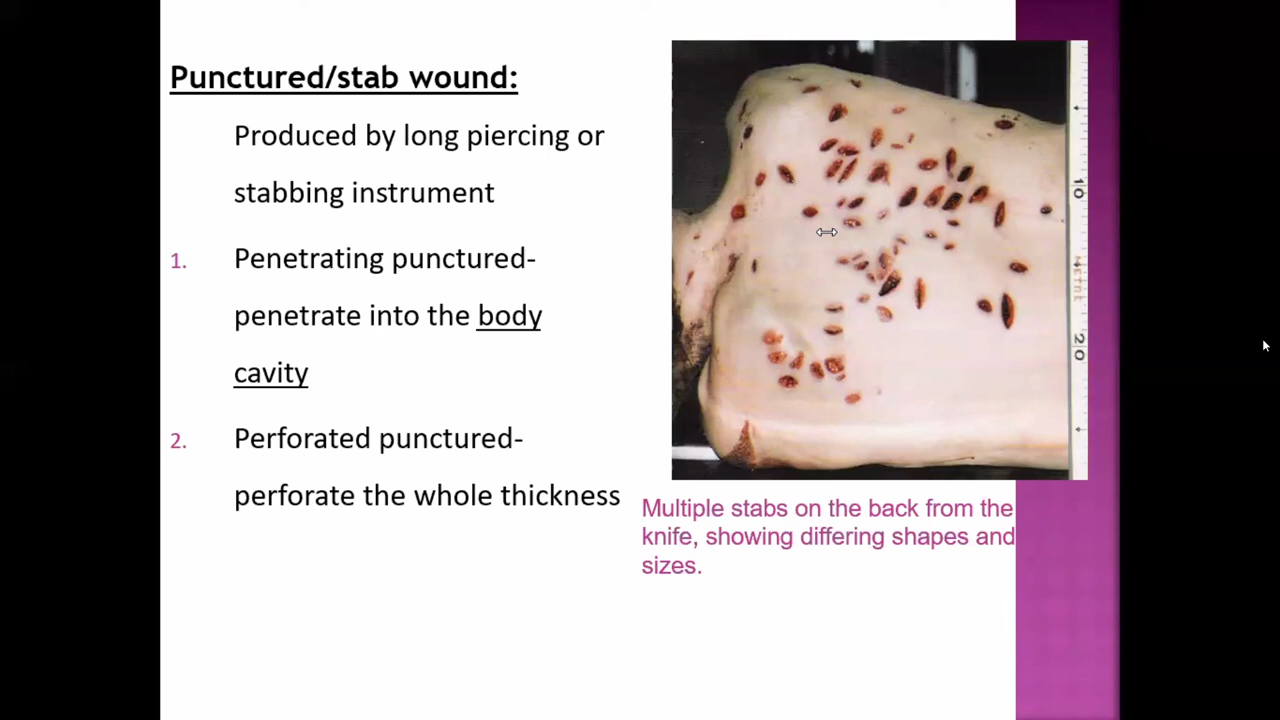 Punctured/stab wound:
Produced by long piercing or
stabbing instrument
1. Penetrating punctured-
penetrate into the body
cavity
2. Perforated punctured-
perforate the whole thickness
10
20
Multiple stabs on the back from the
knife, showing differing shapes and
sizes.